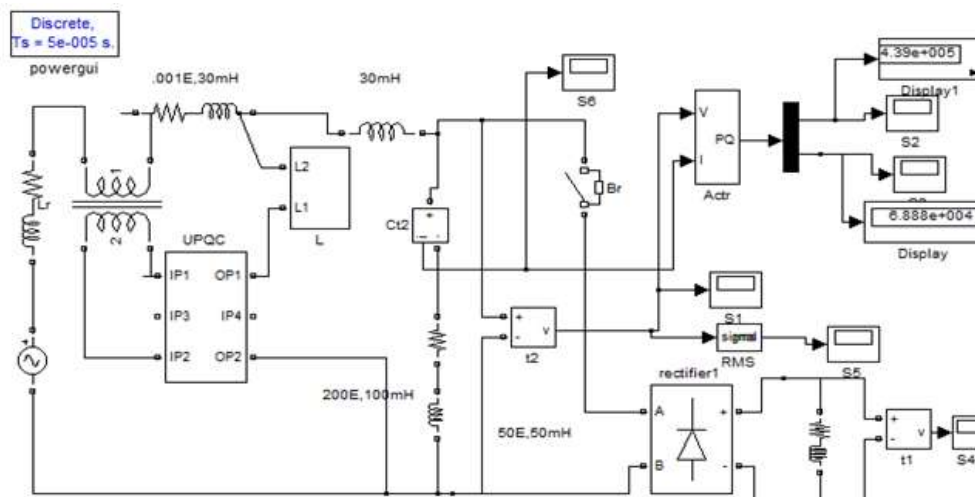 Discrete,
Ts = 5e-005 s.
powergui
.001E,30mH
30mH
S6
4.39e+005
Display1
V
PQ
I
Actr
S2
6.888e+004
Display
Lr
1
2
L2
L1
L
Ct2
+
-
Br
UPQC
IP1
OP1
IP3
IP4
IP2
OP2
+
-
v
t2
S1
signal
RMS
S5
200E,100mH
50E,50mH
rectifier1
A
+
B
-
+
-
v
t1
S4